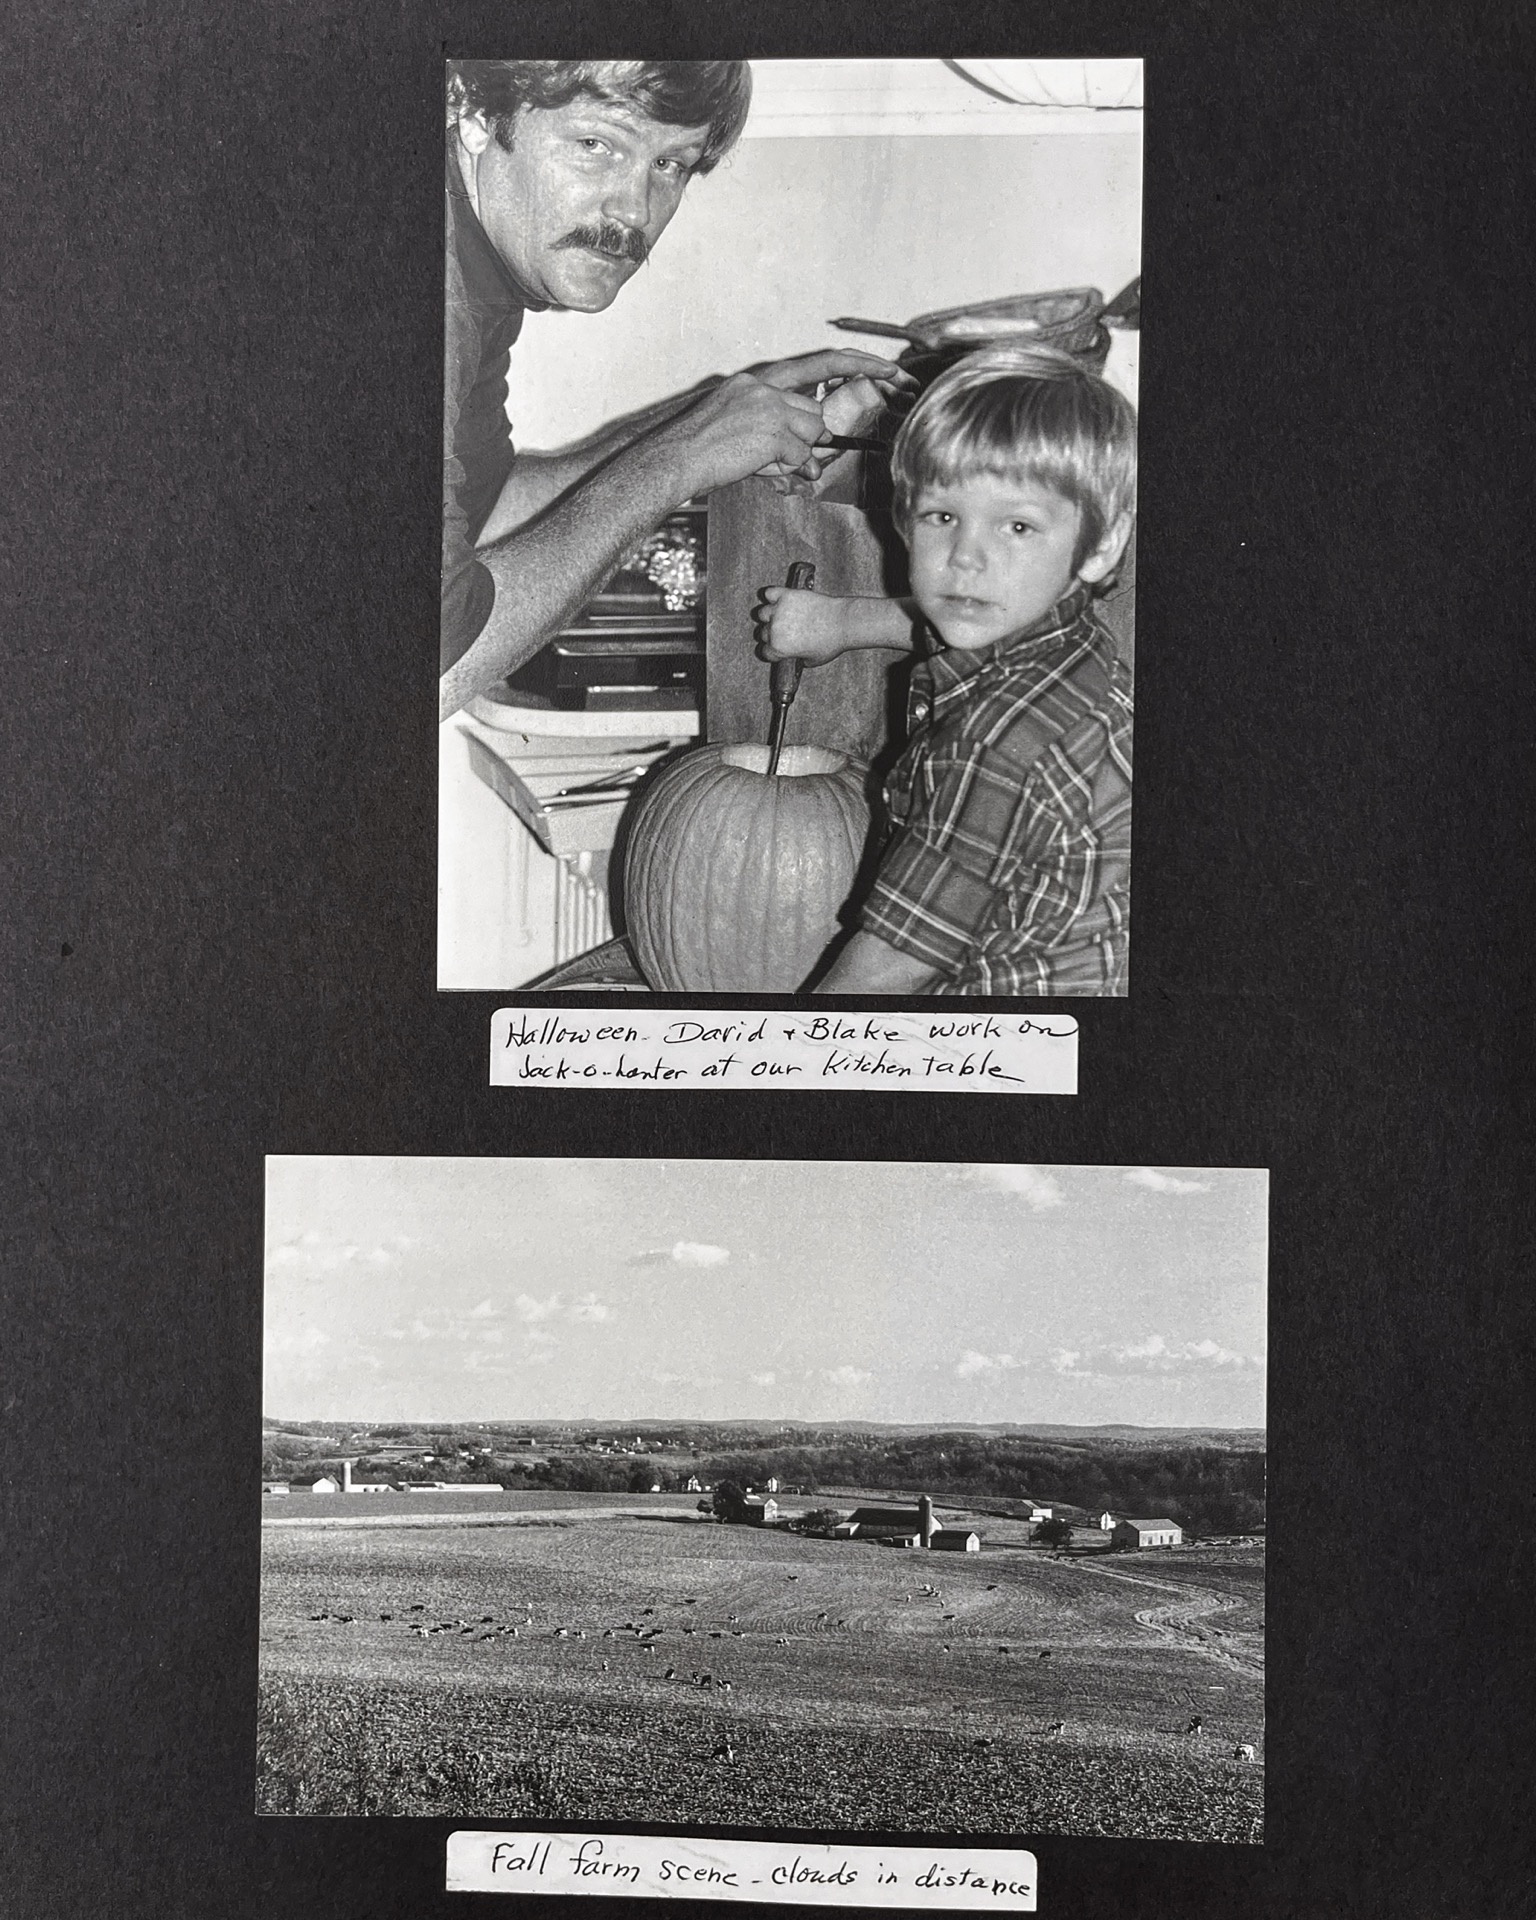 Halloween - David + Blake work on
Jack-o-lanter at our kitchen table
Fall farm scene - clouds in distance